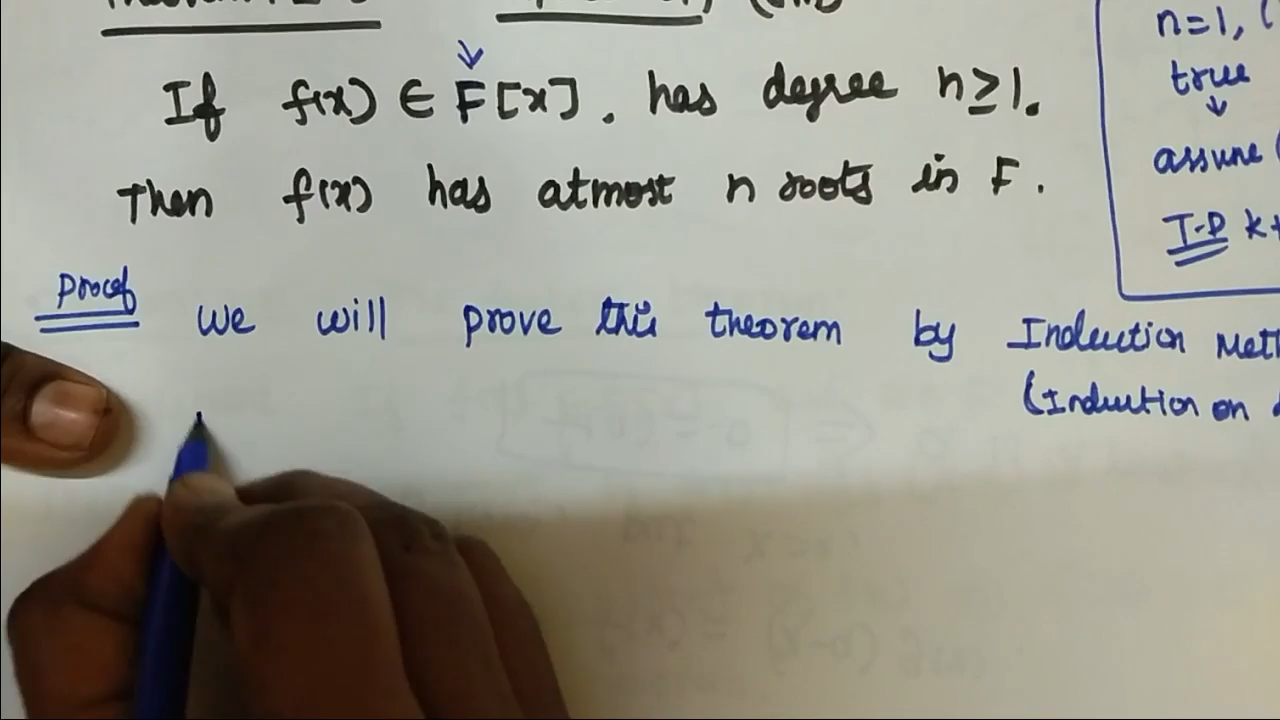 If f(x) ∈ F[x]. has degree n≥1.
Then f(x) has atmost n roots in F.
Proof
We will prove this theorem by Induction
(Induction on
n=1,
true
↓
assume